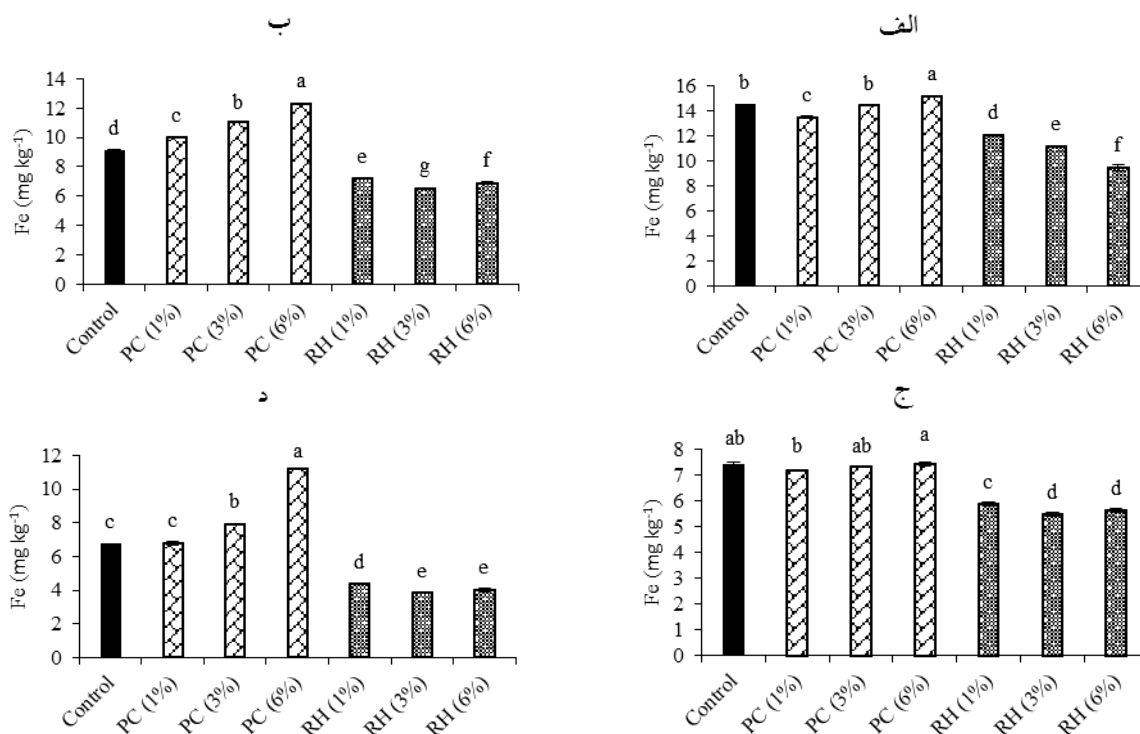 الف
Fe (mg kg-1)
16
14
12
10
8
6
4
2
0
b
c
b
a
d
e
f
Control
PC (1%)
PC (3%)
PC (6%)
RH (1%)
RH (3%)
RH (6%)
ب
Fe (mg kg-1)
14
12
10
8
6
4
2
0
d
c
b
a
e
g
f
Control
PC (1%)
PC (3%)
PC (6%)
RH (1%)
RH (3%)
RH (6%)
ج
Fe (mg kg-1)
8
7
6
5
4
3
2
1
0
ab
b
ab
a
c
d
d
Control
PC (1%)
PC (3%)
PC (6%)
RH (1%)
RH (3%)
RH (6%)
د
Fe (mg kg-1)
12
10
8
6
4
2
0
c
c
b
a
d
e
e
Control
PC (1%)
PC (3%)
PC (6%)
RH (1%)
RH (3%)
RH (6%)